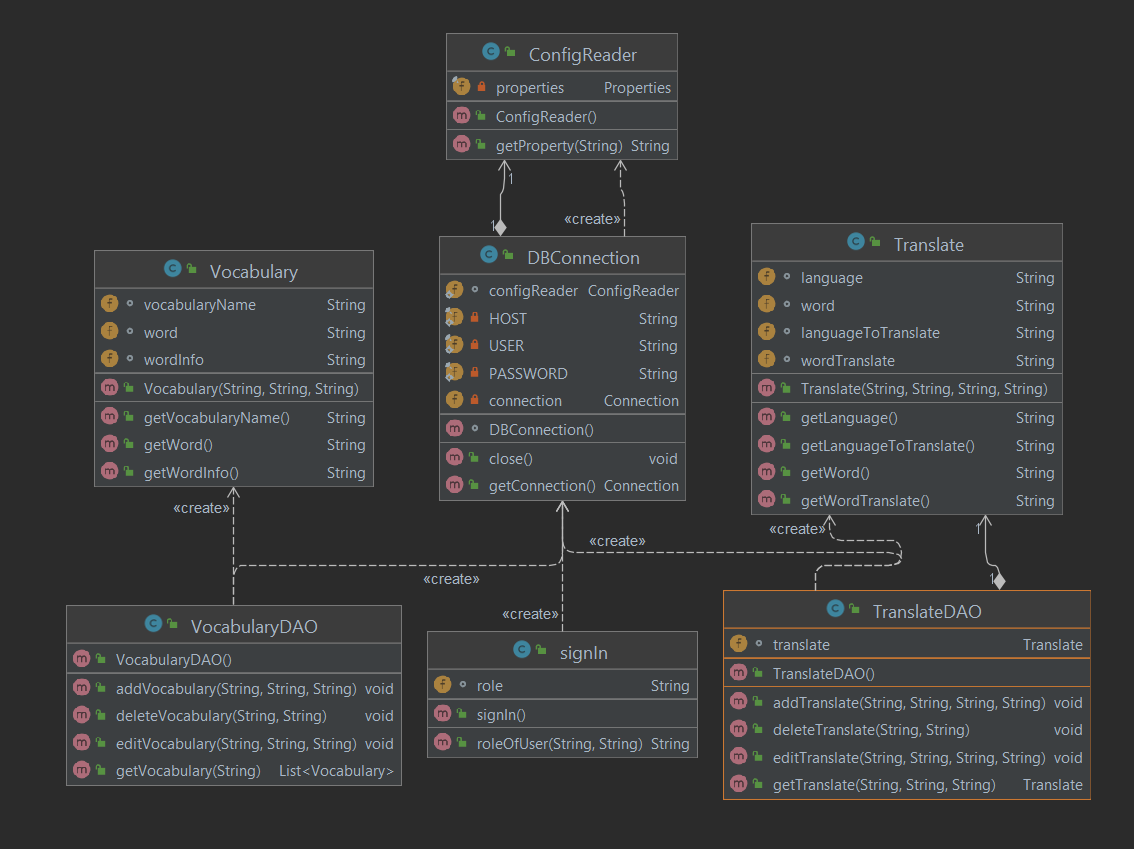 ConfigReader
properties Properties
ConfigReader()
getProperty(String) String
1
1
«create»
DBConnection
configReader ConfigReader
HOST String
USER String
PASSWORD String
connection Connection
DBConnection()
close() void
getConnection() Connection
Vocabulary
vocabularyName String
word String
wordInfo String
Vocabulary(String, String, String)
getVocabularyName() String
getWord() String
getWordInfo() String
Translate
language String
word String
languageToTranslate String
wordTranslate String
Translate(String, String, String, String)
getLanguage() String
getLanguageToTranslate() String
getWord() String
getWordTranslate() String
«create»
«create»
«create»
1
«create»
1
«create»
VocabularyDAO
VocabularyDAO()
addVocabulary(String, String, String) void
deleteVocabulary(String, String) void
editVocabulary(String, String, String) void
getVocabulary(String) List<Vocabulary>
signIn
role String
signIn()
roleOfUser(String, String) String
TranslateDAO
translate Translate
TranslateDAO()
addTranslate(String, String, String, String) void
deleteTranslate(String, String) void
editTranslate(String, String, String, String) void
getTranslate(String, String, String) Translate